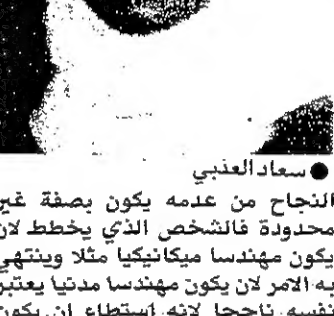 ● سعاد العنبي
النجاح من عدمه يكون بصفة غير
محدودة فالشخص الذي يخطط لان
يكون مهندسا ميكانيكيا مثلا وينتهي
به الامر لان يكون مهندسا مدنيا يعتبر
نفسه ناجحا لانه استطاع ان يكون